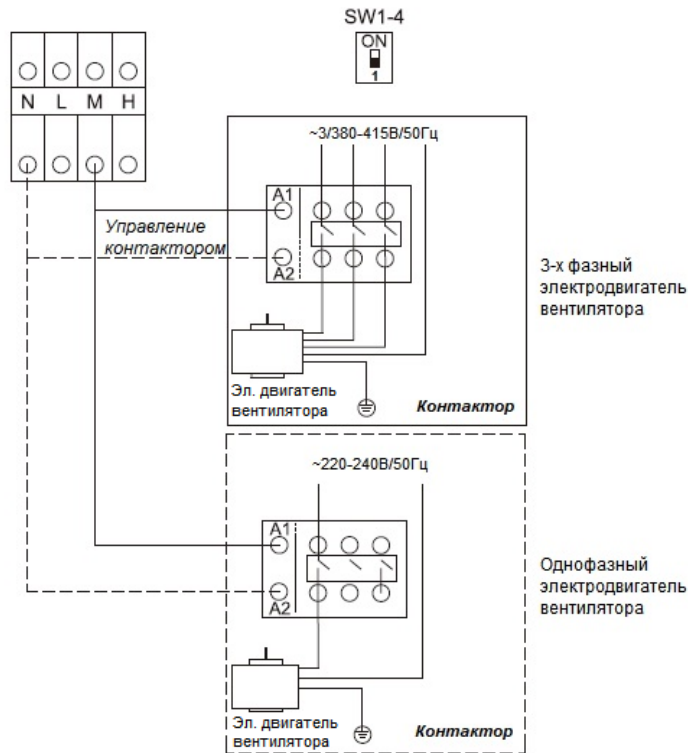 SW1-4
ON
1
N L M H
~3/380-415В/50Гц
A1
Управление
контактором
A2
3-х фазный
электродвигатель
вентилятора
Эл. двигатель
вентилятора
Контактор
~220-240В/50Гц
A1
A2
Однофазный
электродвигатель
вентилятора
Эл. двигатель
вентилятора
Контактор